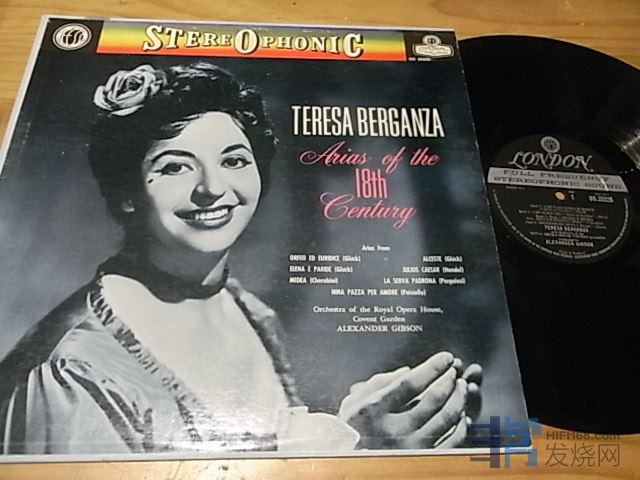 STEREOPHONIC
LONDON
TERESA BERGANZA
Arias of the
18th
Century
Arias From
ORFEO ED EURIDICE (Gluck)
ALCESTE (Gluck)
ELENA E PARIDE (Gluck)
JULIUS CAESAR (Handel)
MEDEA (Cherubini)
LA SERVA PADRONA (Pergolesi)
NINA PAZZA PER AMORE (Paisiello)
Orchestra of the Royal Opera House,
Covent Garden
ALEXANDER GIBSON
LONDON
FULL FREQUENCY
STEREOPHONIC SOUND
TERESA BERGANZA
ALEXANDER GIBSON
HIFI168.com
发烧网